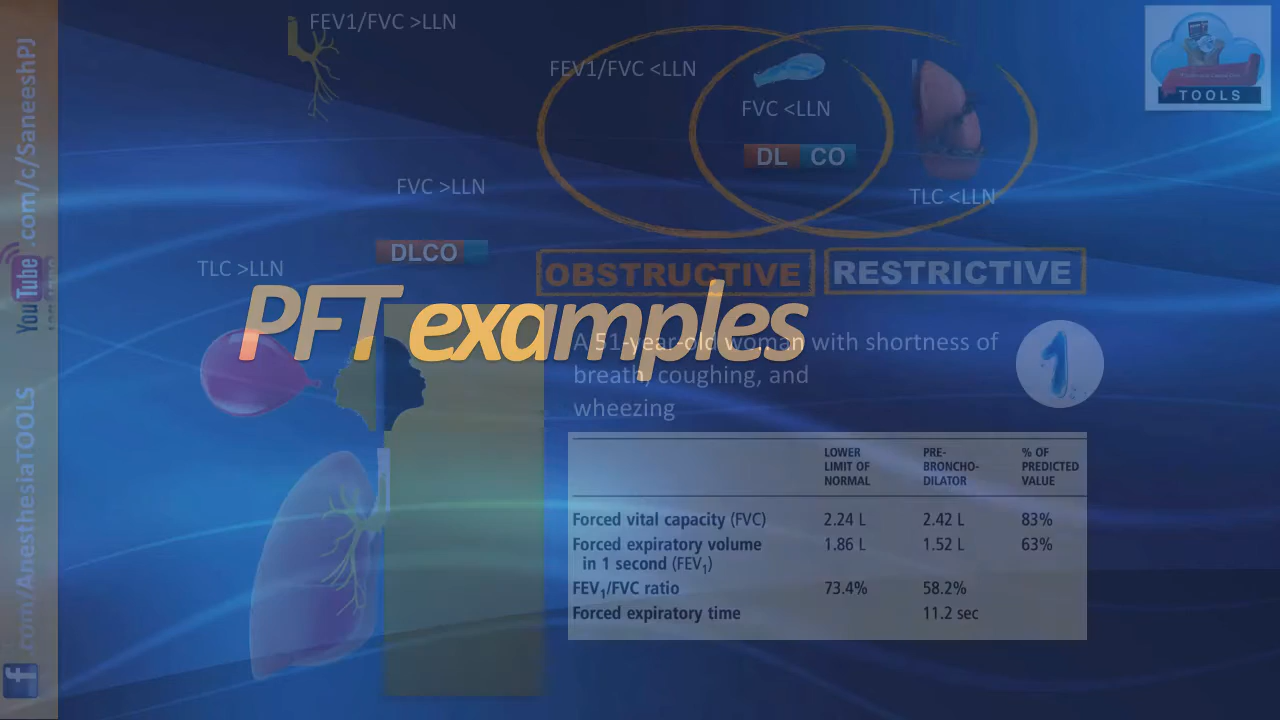 FEV1/FVC >LLN
FEV1/FVC <LLN
FVC <LLN
DL CO
FVC >LLN
TLC <LLN
DLCO
TLC >LLN
OBSTRUCTIVE
RESTRICTIVE
PFT examples
A 51-year-old woman with shortness of
breath, coughing, and
wheezing
1
LOWER LIMIT OF NORMAL
PRE-BRONCHO-DILATOR
% OF PREDICTED VALUE
Forced vital capacity (FVC) 2.24 L 2.42 L 83%
Forced expiratory volume 1.86 L 1.52 L 63%
in 1 second (FEV1)
FEV1/FVC ratio 73.4% 58.2%
Forced expiratory time 11.2 sec
TOOLS
YouTube.com/c/SaneeshPJ
f.com/AnesthesiaTOOLS